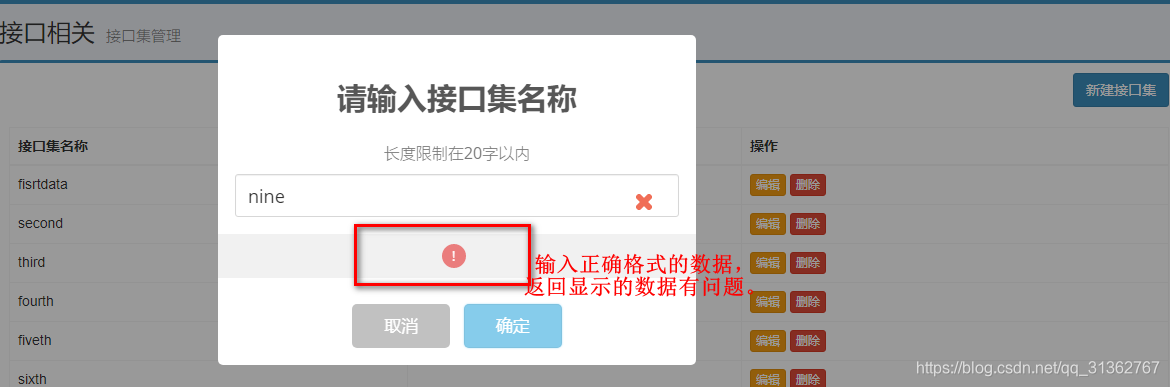 接口相关 接口集管理
新建接口集
请输入接口集名称
长度限制在20字以内
nine
!
输入正确格式的数据，
返回显示的数据有问题。
取消 确定
接口集名称 操作
fisrtdata 编辑 删除
second 编辑 删除
third 编辑 删除
fourth 编辑 删除
fiveth 编辑 删除
sixth 编辑 删除
https://blog.csdn.net/qq_31362767